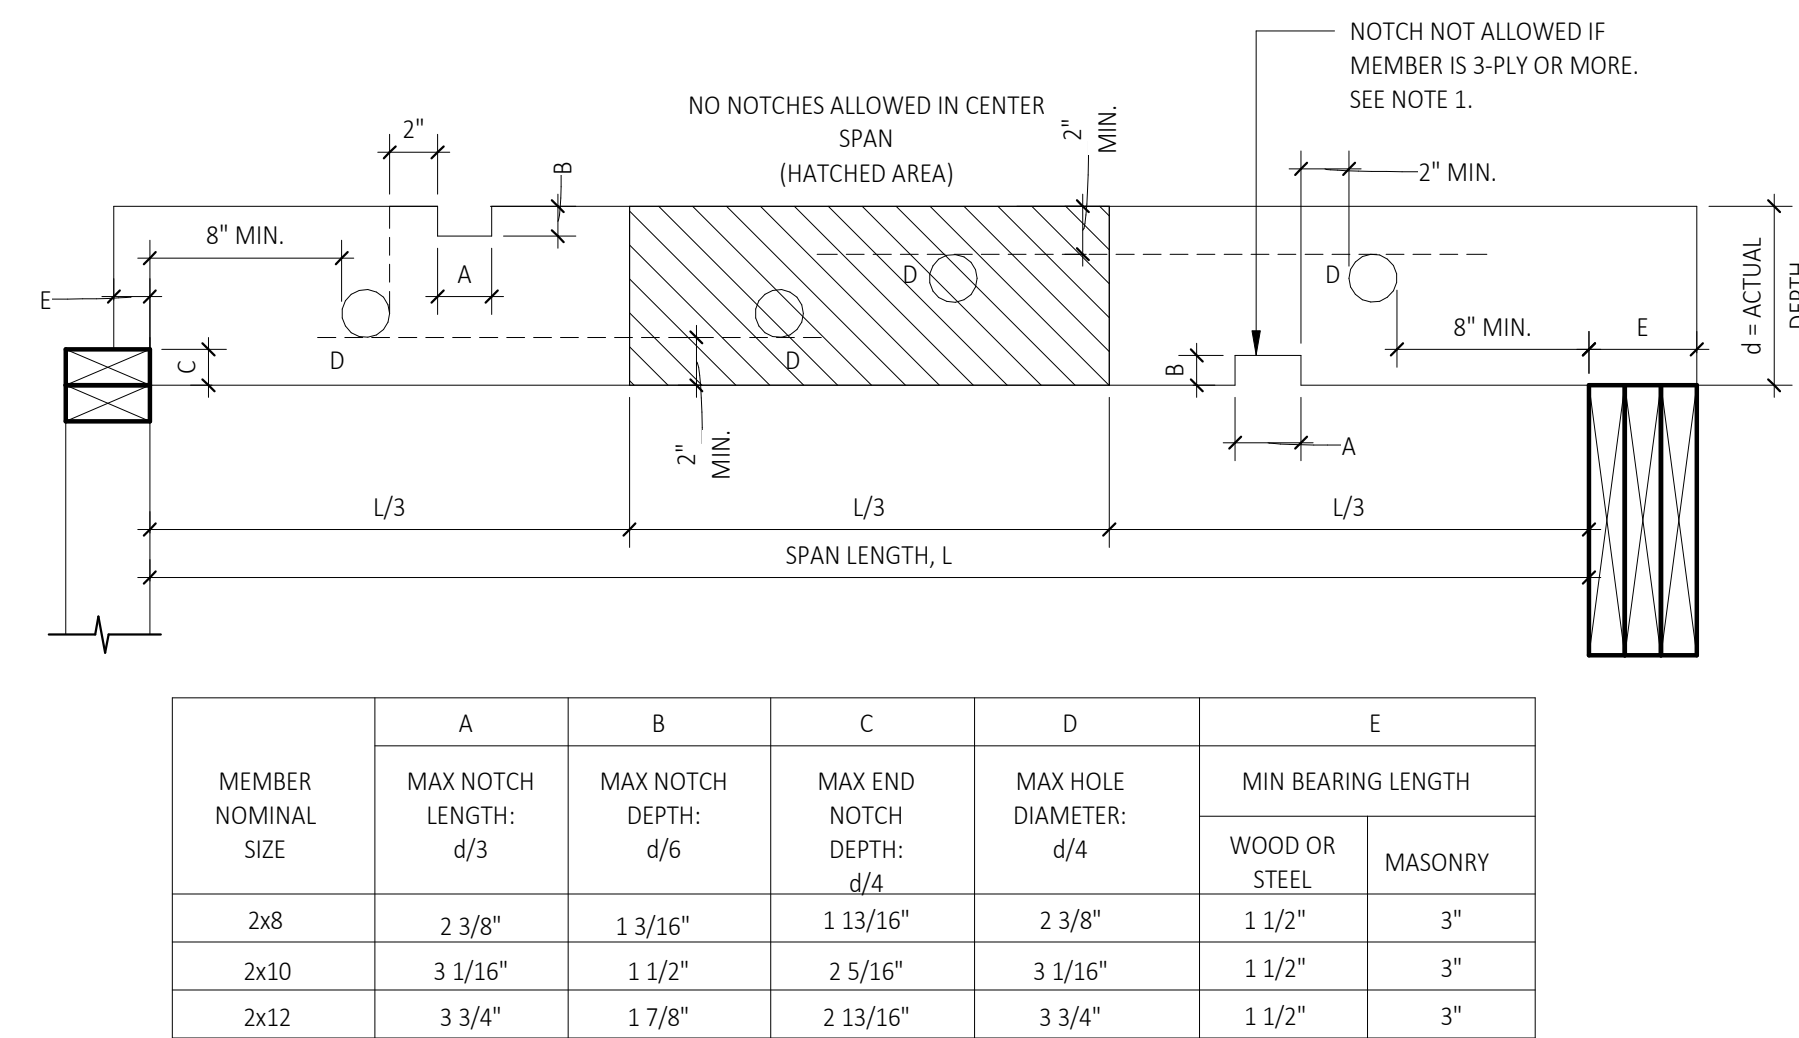 NOTCH NOT ALLOWED IF
MEMBER IS 3-PLY OR MORE.
SEE NOTE 1.
NO NOTCHES ALLOWED IN CENTER
SPAN
(HATCHED AREA)
2"
MIN.
2"
B
2" MIN.
8" MIN.
A
E
D
D
C
D
D
8" MIN.
E
d = ACTUAL
DEPTH
B
A
2"
MIN.
L/3
L/3
L/3
SPAN LENGTH, L
A
B
C
D
E
MEMBER
NOMINAL
SIZE
MAX NOTCH
LENGTH:
d/3
MAX NOTCH
DEPTH:
d/6
MAX END
NOTCH
DEPTH:
d/4
MAX HOLE
DIAMETER:
d/4
MIN BEARING LENGTH
WOOD OR
STEEL
MASONRY
2x8 2 3/8" 1 3/16" 1 13/16" 2 3/8" 1 1/2" 3"
2x10 3 1/16" 1 1/2" 2 5/16" 3 1/16" 1 1/2" 3"
2x12 3 3/4" 1 7/8" 2 13/16" 3 3/4" 1 1/2" 3"